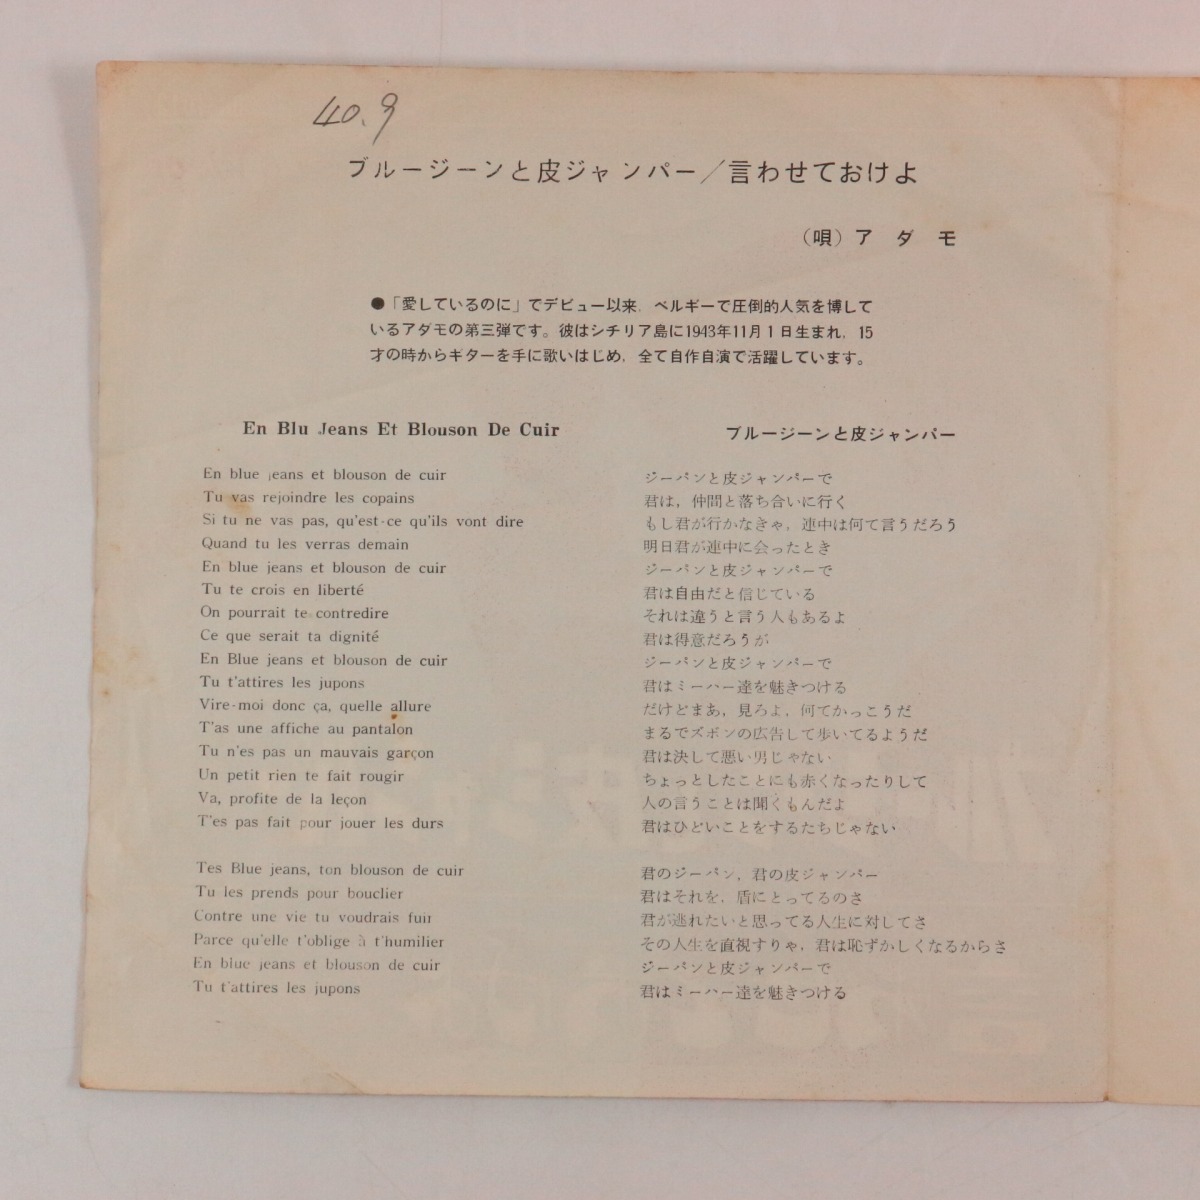 40.9
ブルージーンと皮ジャンパー／言わせておけよ
（唄）アダモ
●「愛しているのに」でデビュー以来，ベルギーで圧倒的人気を博して
いるアダモの第三弾です。彼はシチリア島に1943年11月１日生まれ，15
才の時からギターを手に歌いはじめ，全て自作自演で活躍しています。
En Blu Jeans Et Blouson De Cuir
En blue jeans et blouson de cuir
Tu vas rejoindre les copains
Si tu ne vas pas, qu'est-ce qu'ils vont dire
Quand tu les verras demain
En blue jeans et blouson de cuir
Tu te crois en liberté
On pourrait te contredire
Ce que serait ta dignité
En Blue jeans et blouson de cuir
Tu t'attires les jupons
Vire-moi donc ça, quelle allure
T'as une affiche au pantalon
Tu n'es pas un mauvais garçon
Un petit rien te fait rougir
Va, profite de la leçon
T'es pas fait pour jouer les durs
Tes Blue jeans, ton blouson de cuir
Tu les prends pour bouclier
Contre une vie tu voudrais fuir
Parce qu'elle t'oblige à t'humilier
En blue jeans et blouson de cuir
Tu t'attires les jupons
ブルージーンと皮ジャンパー
ジーパンと皮ジャンパーで
君は，仲間と落ち合いに行く
もし君が行かなきゃ，連中は何て言うだろう
明日君が連中に会ったとき
ジーパンと皮ジャンパーで
君は自由だと信じている
それは違うと言う人もあるよ
君は得意だろうが
ジーパンと皮ジャンパーで
君はミーハー達を魅きつける
だけどまあ，見ろよ，何てかっこうだ
まるでズボンの広告して歩いてるようだ
君は決して悪い男じゃない
ちょっとしたことにも赤くなったりして
人の言うことは聞くもんだよ
君はひどいことをするたちじゃない
君のジーパン，君の皮ジャンパー
君はそれを，盾にとってるのさ
君が逃れたいと思ってる人生に対してさ
その人生を直視すりゃ，君は恥ずかしくなるからさ
ジーパンと皮ジャンパーで
君はミーハー達を魅きつける